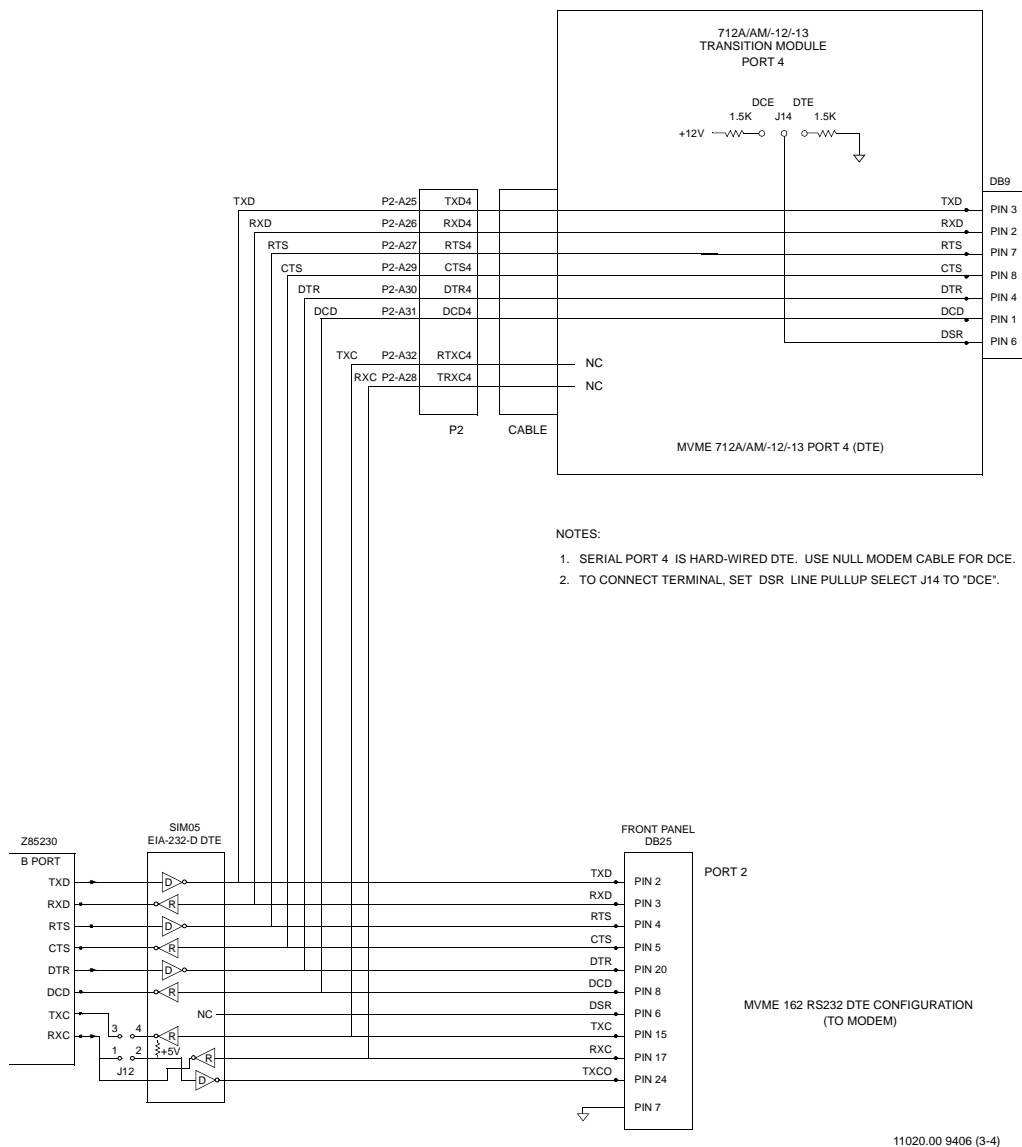 712A/AM/-12/-13
TRANSITION MODULE
PORT 4
DCE DTE
1.5K J14 1.5K
+12V
DB9
TXD P2-A25 TXD4 TXD PIN 3
RXD P2-A26 RXD4 RXD PIN 2
RTS P2-A27 RTS4 RTS PIN 7
CTS P2-A29 CTS4 CTS PIN 8
DTR P2-A30 DTR4 DTR PIN 4
DCD P2-A31 DCD4 DCD PIN 1
DSR PIN 6
TXC P2-A32 RTXC4 NC
RXC P2-A28 TRXC4 NC
P2 CABLE
MVME 712A/AM/-12/-13 PORT 4 (DTE)
NOTES:
1. SERIAL PORT 4 IS HARD-WIRED DTE. USE NULL MODEM CABLE FOR DCE.
2. TO CONNECT TERMINAL, SET DSR LINE PULLUP SELECT J14 TO "DCE".
Z85230
B PORT
SIM05
EIA-232-D DTE
FRONT PANEL
DB25
PORT 2
TXD D TXD PIN 2
RXD R RXD PIN 3
RTS D RTS PIN 4
CTS R CTS PIN 5
DTR D DTR PIN 20
DCD R DCD PIN 8
NC DSR PIN 6
TXC 3 4 R TXC PIN 15
RXC 1 2 +5V R RXC PIN 17
J12 D TXCO PIN 24
PIN 7
MVME 162 RS232 DTE CONFIGURATION
(TO MODEM)
11020.00 9406 (3-4)